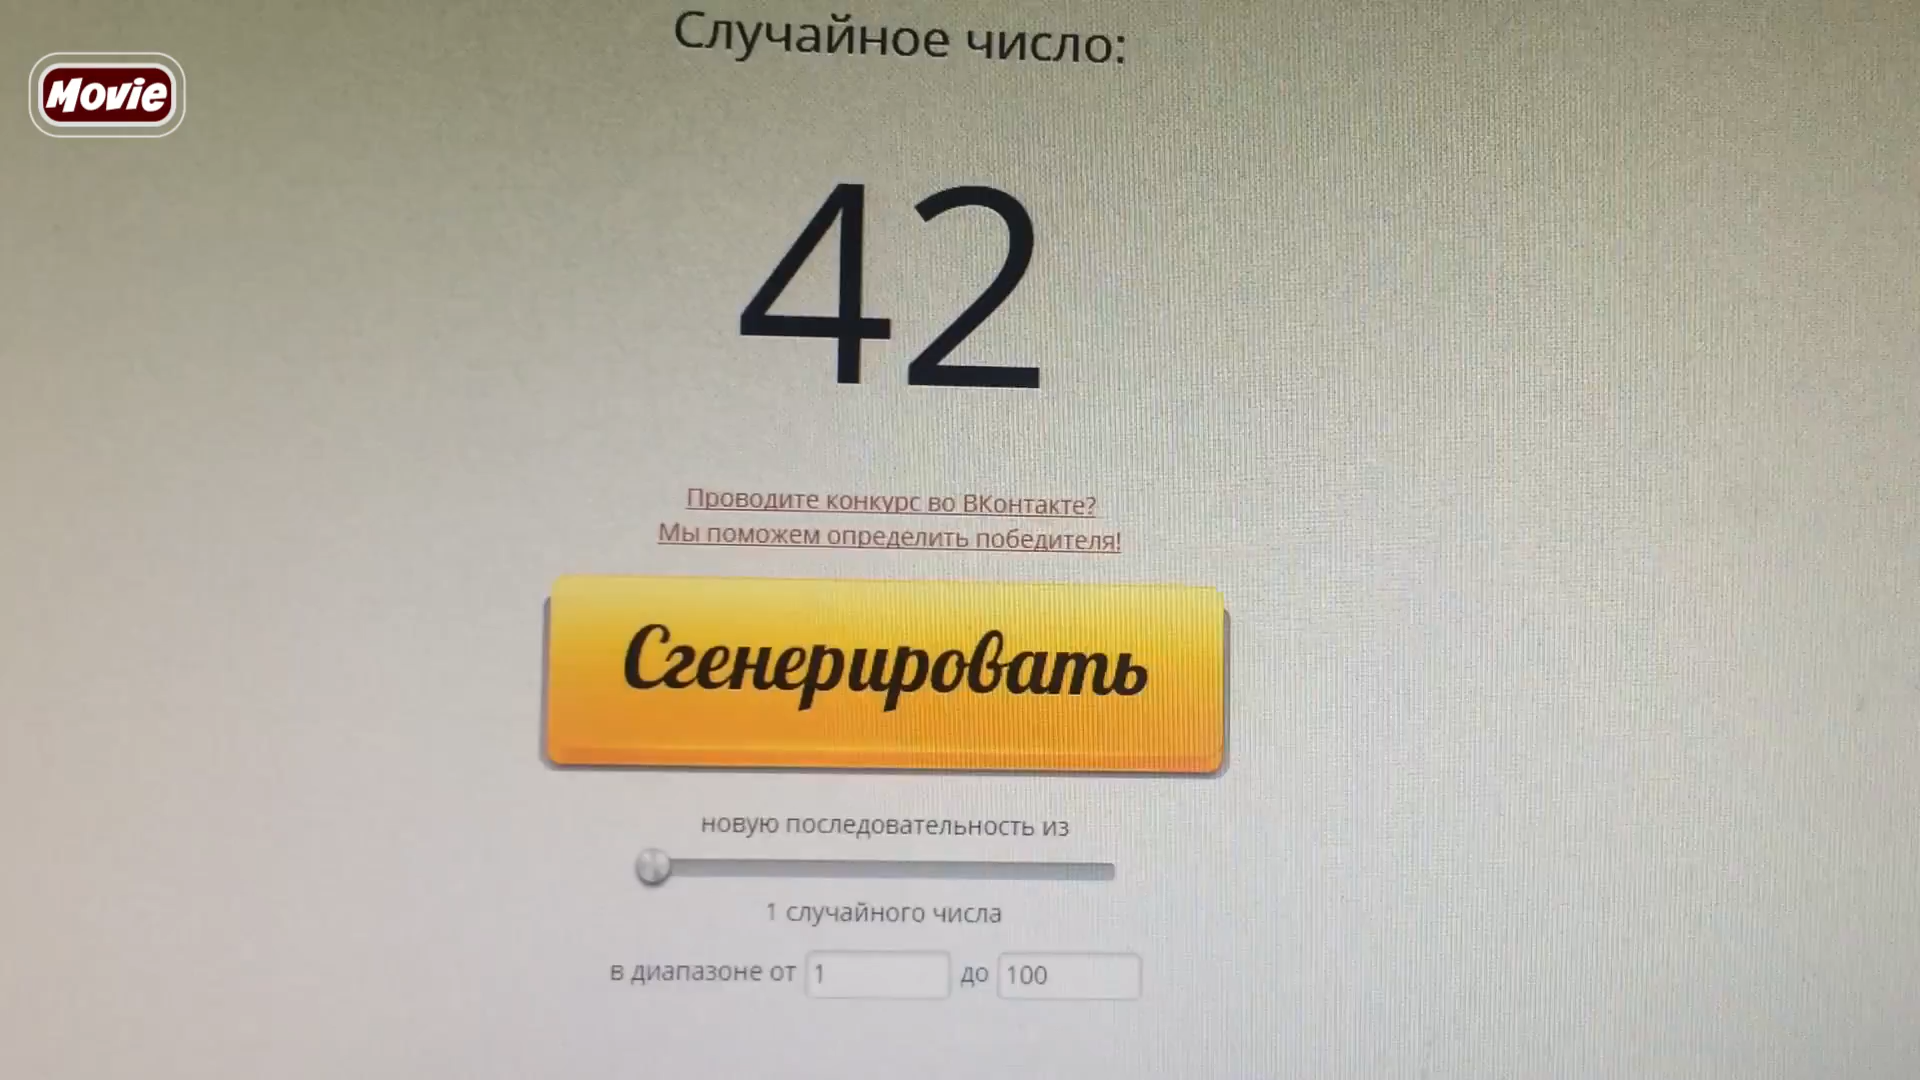 Случайное число:
Movie
42
Проводите конкурс во ВКонтакте?
Мы поможем определить победителя!
Сгенерировать
новую последовательность из
1 случайного числа
в диапазоне от 1 до 100